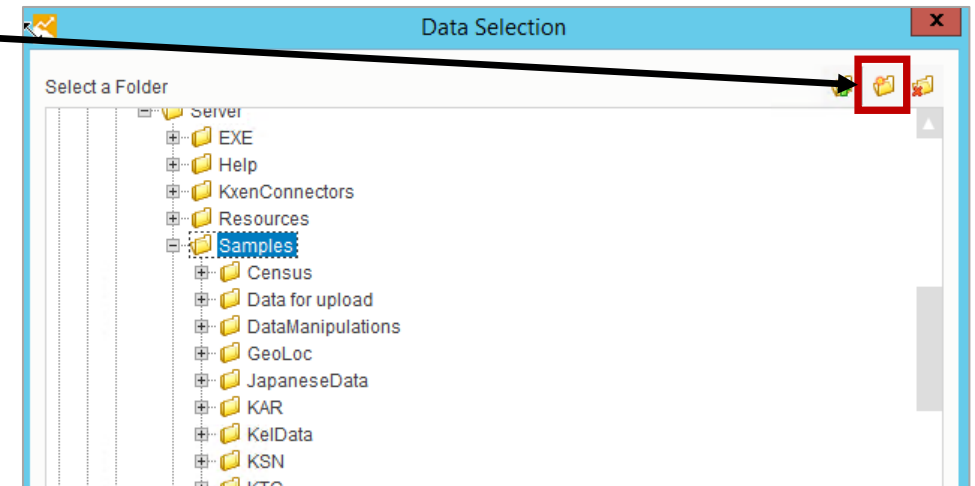 Data Selection
x
Select a Folder
Server
EXE
Help
KxenConnectors
Resources
Samples
Census
Data for upload
DataManipulations
GeoLoc
JapaneseData
KAR
KelData
KSN
KTC